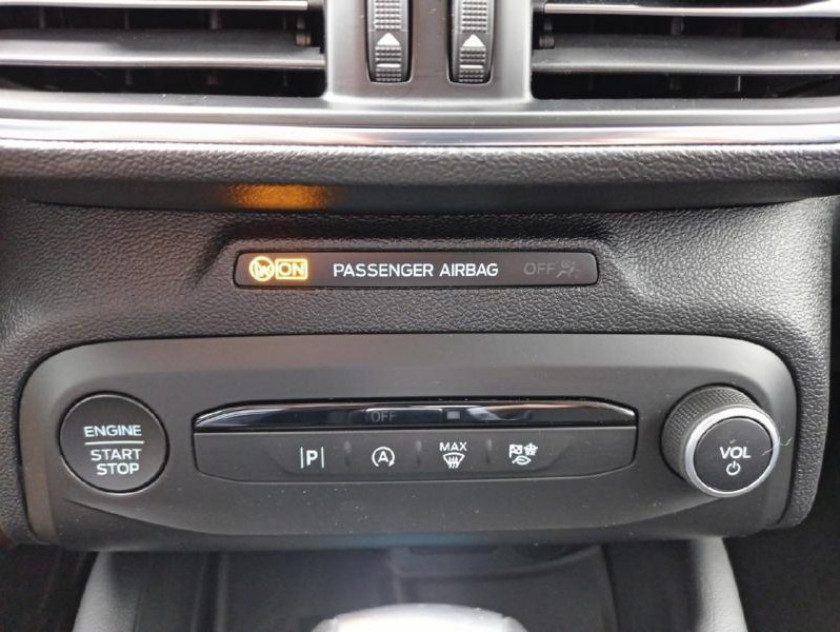 ON PASSENGER AIRBAG OFF
ENGINE
START
STOP
OFF
P
A
MAX
VOL